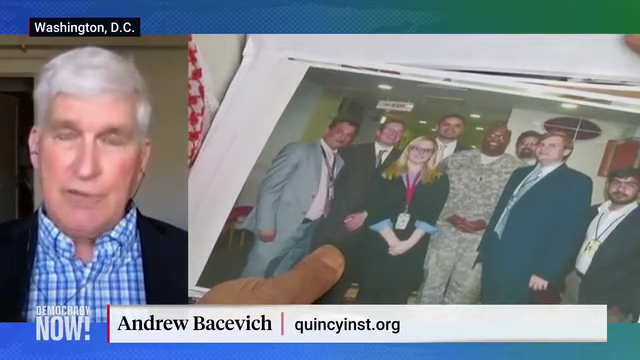 Washington, D.C.
DEMOCRACY
NOW!
Andrew Bacevich | quincyinst.org